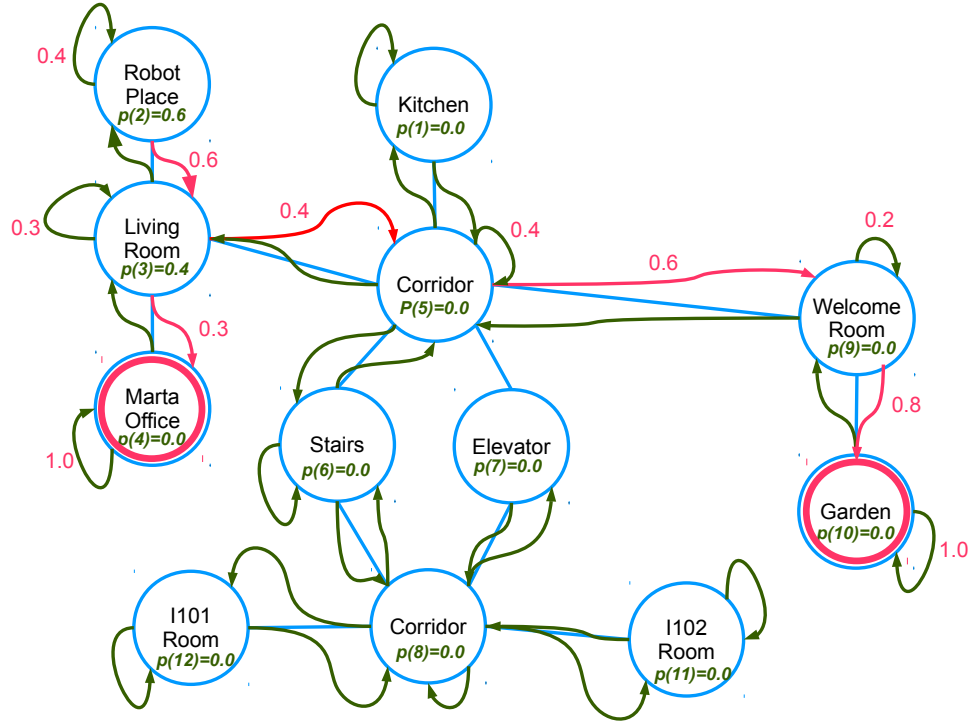 0.4
Robot
Place
p(2)=0.6
0.6
Kitchen
p(1)=0.0
0.3
Living
Room
p(3)=0.4
0.4
0.4
Corridor
P(5)=0.0
0.6
0.2
Welcome
Room
p(9)=0.0
0.3
Marta
Office
p(4)=0.0
1.0
Stairs
p(6)=0.0
Elevator
p(7)=0.0
0.8
Garden
p(10)=0.0
1.0
I101
Room
p(12)=0.0
Corridor
p(8)=0.0
I102
Room
p(11)=0.0